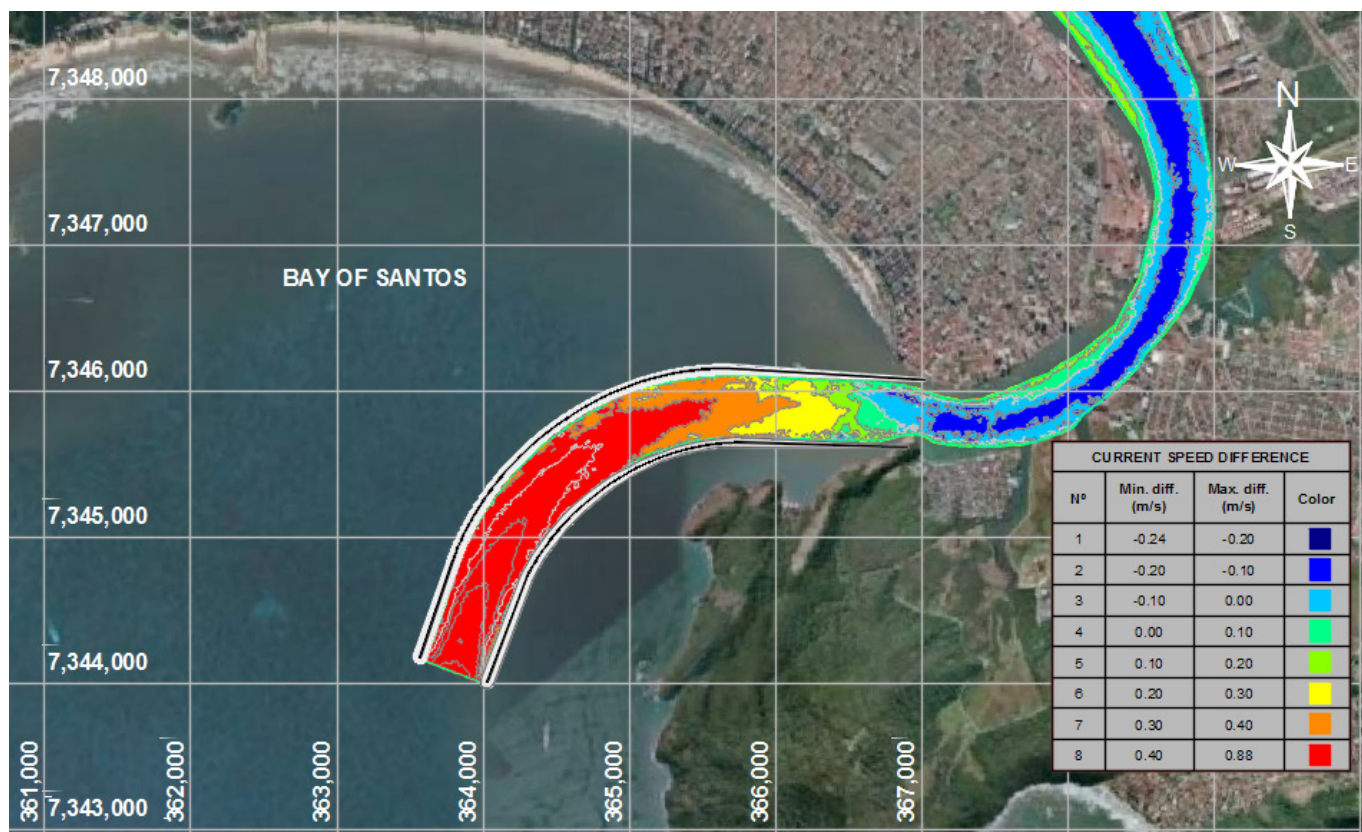 7,348,000
N
W E
S
7,347,000
BAY OF SANTOS
7,346,000
7,345,000
7,344,000
7,343,000
361,000
362,000
363,000
364,000
365,000
366,000
367,000
CURRENT SPEED DIFFERENCE
Nº Min. diff. (m/s) Max. diff. (m/s) Color
1 -0.24 -0.20
2 -0.20 -0.10
3 -0.10 0.00
4 0.00 0.10
5 0.10 0.20
6 0.20 0.30
7 0.30 0.40
8 0.40 0.88